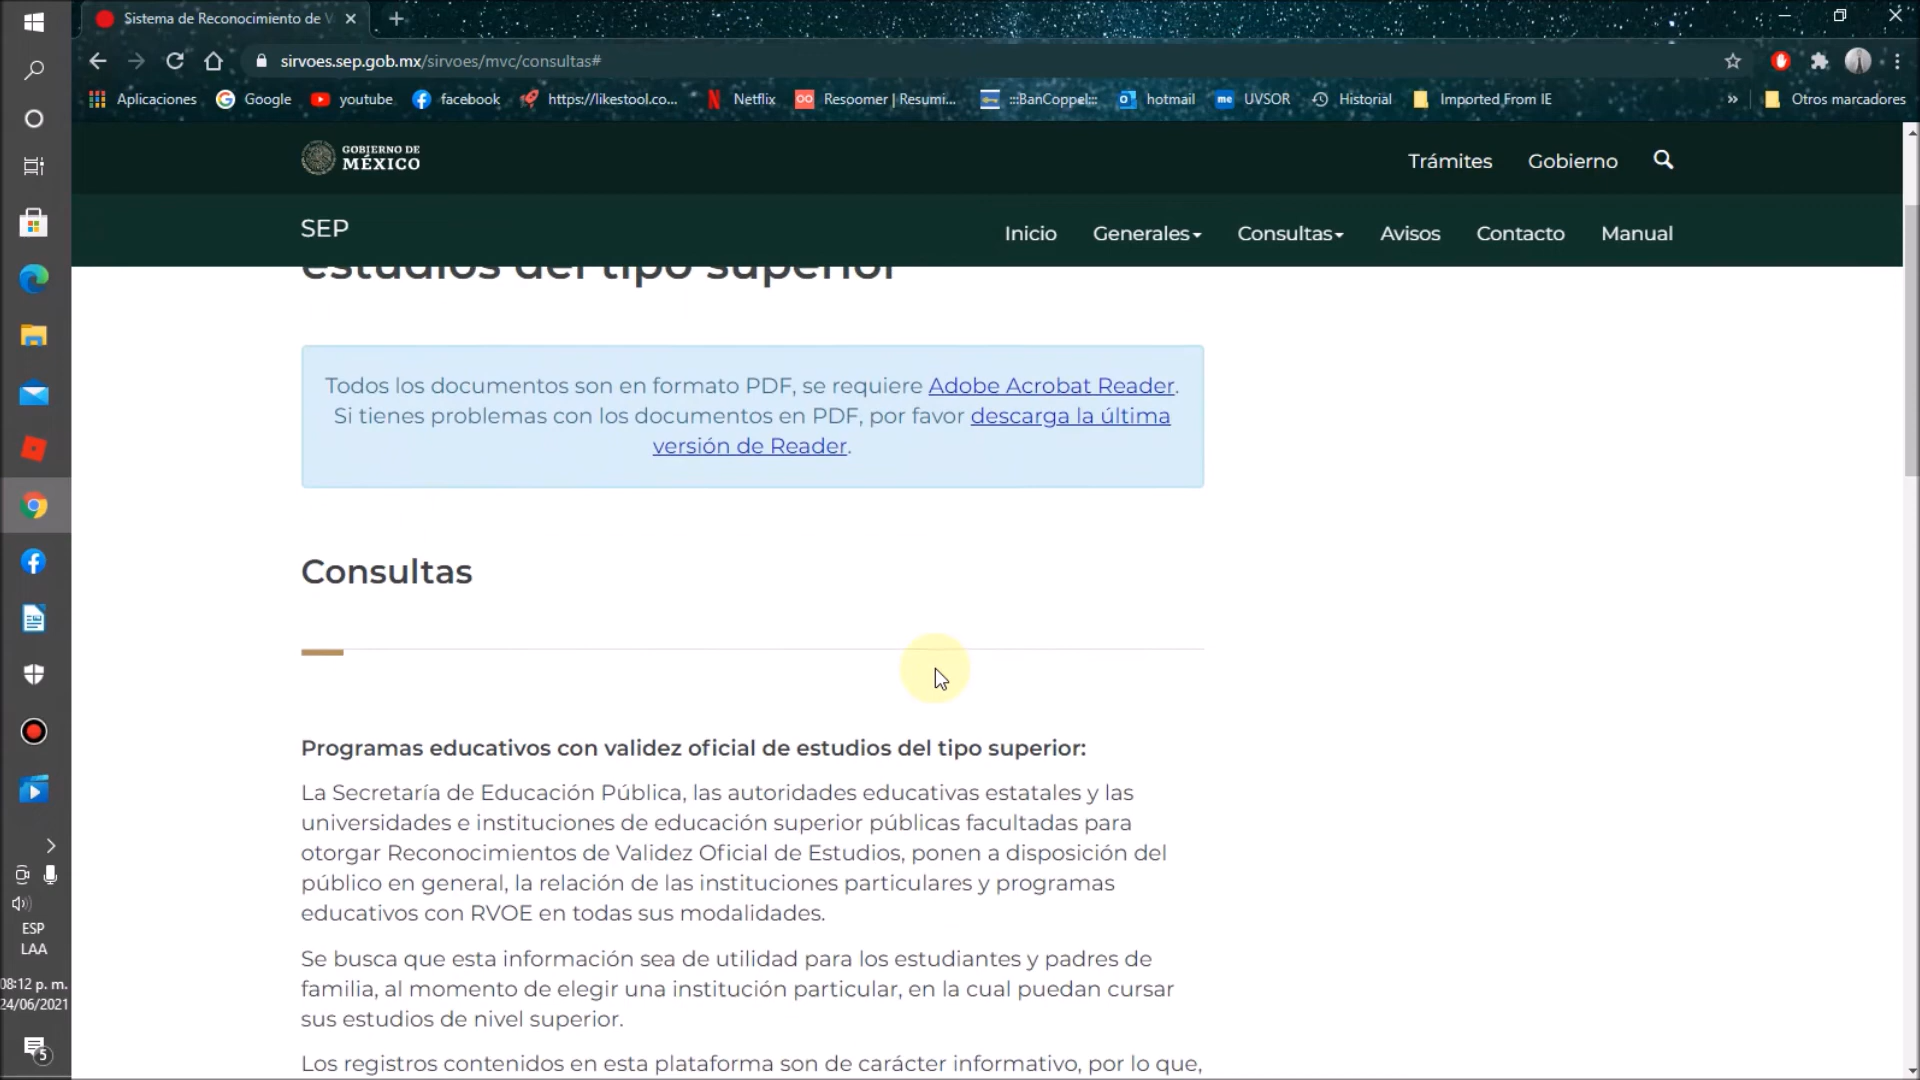 Sistema de Reconocimiento de V
sirvoes.sep.gob.mx/sirvoes/mvc/consultas#
Aplicaciones Google youtube facebook https://likestool.co... Netflix Resoomer | Resumi... :::BanCoppel::: hotmail UVSOR Historial Imported From IE » Otros marcadores
GOBIERNO DE
MÉXICO
Trámites Gobierno
SEP
Inicio Generales Consultas Avisos Contacto Manual
estudios del tipo superior
Todos los documentos son en formato PDF, se requiere Adobe Acrobat Reader.
Si tienes problemas con los documentos en PDF, por favor descarga la última
versión de Reader.
Consultas
Programas educativos con validez oficial de estudios del tipo superior:
La Secretaría de Educación Pública, las autoridades educativas estatales y las
universidades e instituciones de educación superior públicas facultadas para
otorgar Reconocimientos de Validez Oficial de Estudios, ponen a disposición del
público en general, la relación de las instituciones particulares y programas
educativos con RVOE en todas sus modalidades.
Se busca que esta información sea de utilidad para los estudiantes y padres de
familia, al momento de elegir una institución particular, en la cual puedan cursar
sus estudios de nivel superior.
Los registros contenidos en esta plataforma son de carácter informativo, por lo que,
ESP
LAA
08:12 p. m.
24/06/2021
5